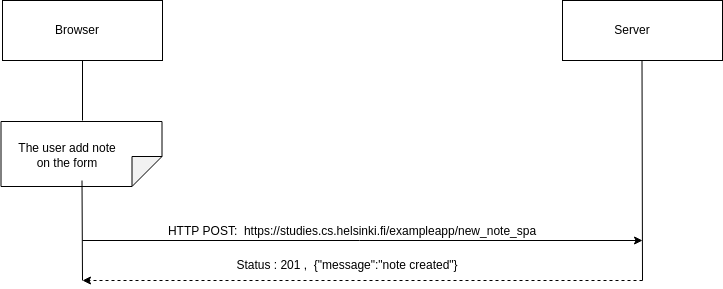 Browser
Server
The user add note
on the form
HTTP POST:  https://studies.cs.helsinki.fi/exampleapp/new_note_spa
Status : 201 ,  {"message":"note created"}